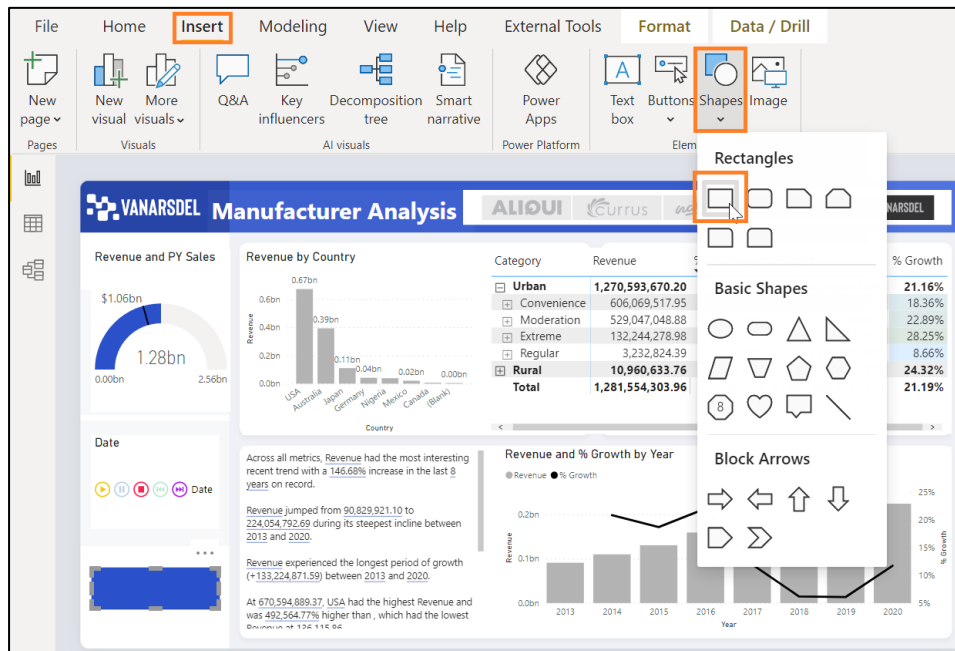 File Home Insert Modeling View Help External Tools Format Data / Drill
New page
New visual
More visuals
Q&A
Key influencers
Decomposition tree
Smart narrative
Power Apps
Text box
Buttons
Shapes
Image
Pages Visuals AI visuals Power Platform Elem
Rectangles
Basic Shapes
8
Block Arrows
VANARSDEL Manufacturer Analysis ALIQUI Currus NARSDEL
Revenue and PY Sales
$1.06bn
1.28bn
0.00bn 2.56bn
Revenue by Country
0.67bn
0.6bn
0.39bn
0.4bn
0.2bn
0.11bn
0.04bn
0.02bn
0.00bn
0.0bn
Revenue
USA Australia Japan Germany Nigeria Mexico Canada (Blank)
Country
Category Revenue % Growth
Urban 1,270,593,670.20 21.16%
Convenience 606,069,517.95 18.36%
Moderation 529,047,048.88 22.89%
Extreme 132,244,278.98 28.25%
Regular 3,232,824.39 8.66%
Rural 10,960,633.76 24.32%
Total 1,281,554,303.96 21.19%
Date
Date
Across all metrics, Revenue had the most interesting
recent trend with a 146.68% increase in the last 8
years on record.
Revenue jumped from 90,829,921.10 to
224,054,792.69 during its steepest incline between
2013 and 2020.
Revenue experienced the longest period of growth
(+133,224,871.59) between 2013 and 2020.
At 670,594,889.37, USA had the highest Revenue and
was 492,564.77% higher than , which had the lowest
Revenue at 136,115.86.
Revenue and % Growth by Year
Revenue % Growth
0.2bn
0.1bn
0.0bn
Revenue
25%
20%
15%
10%
5%
% Growth
2013 2014 2015 2016 2017 2018 2019 2020
Year